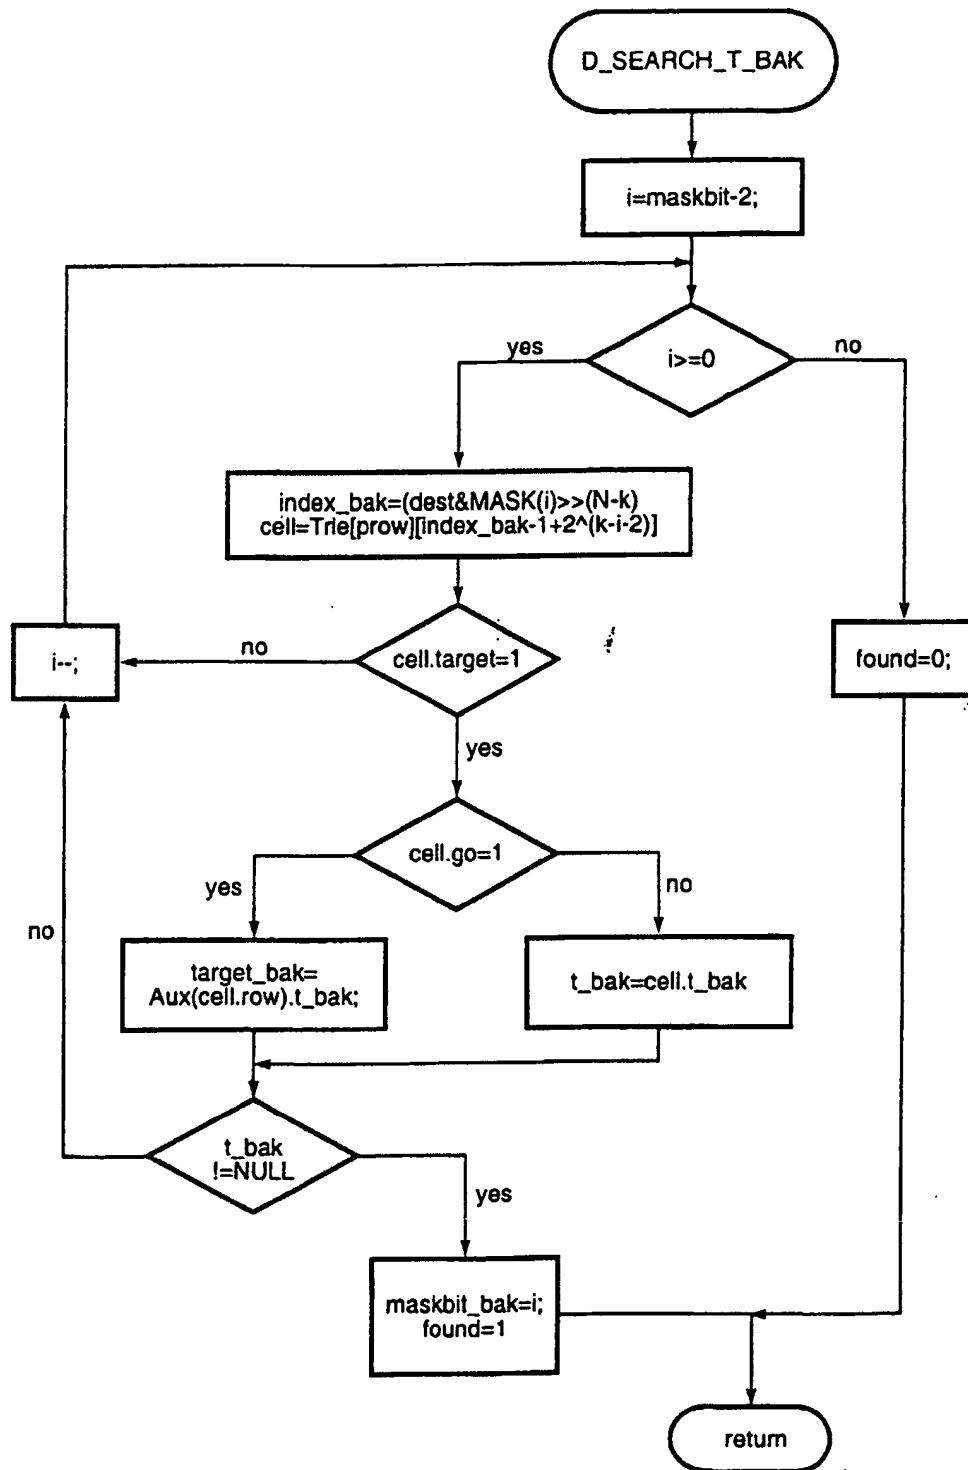 D_SEARCH_T_BAK
i=maskbit-2;
i>=0
yes
no
index_bak=(dest&MASK(i)>>(N-k)
cell=Trie[prow][index_bak-1+2^(k-i-2)]
cell.target=1
no
i--;
found=0;
yes
cell.go=1
yes
no
no
target_bak=
Aux(cell.row).t_bak;
t_bak=cell.t_bak
t_bak
!=NULL
yes
maskbit_bak=i;
found=1
return